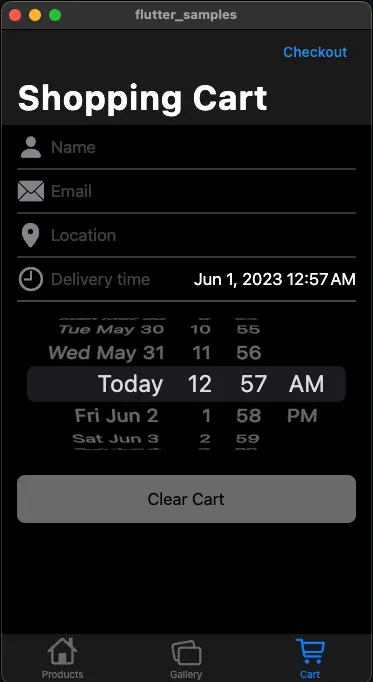 flutter_samples
Checkout
Shopping Cart
Name
Email
Location
Delivery time Jun 1, 2023 12:57 AM
Tue May 30 10 55
Wed May 31 11 56
Today 12 57 AM
Fri Jun 2 1 58 PM
Sat Jun 3 2 59
Clear Cart
Products Gallery Cart